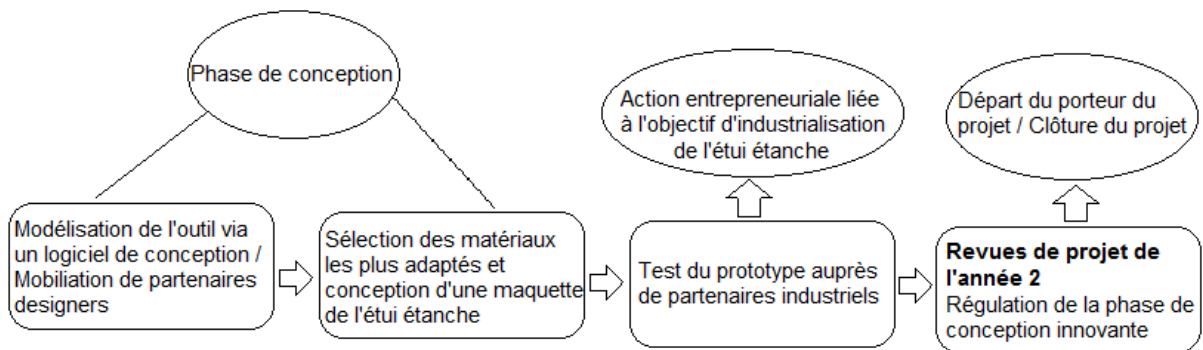 Phase de conception
Action entrepreneuriale liée
à l'objectif d'industrialisation
de l'étui étanche
Départ du porteur du
projet / Clôture du projet
Modélisation de l'outil via
un logiciel de conception /
Mobiliation de partenaires
designers
Sélection des matériaux
les plus adaptés et
conception d'une maquette
de l'étui étanche
Test du prototype auprès
de partenaires industriels
Revues de projet de
l'année 2
Régulation de la phase de
conception innovante